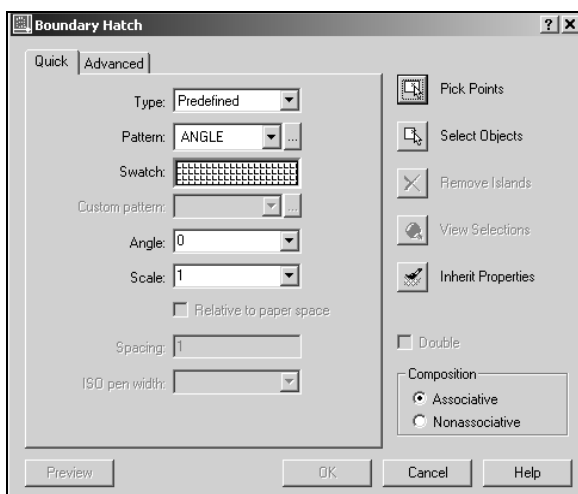 Boundary Hatch
Quick
Advanced
Type: Predefined
Pattern: ANGLE ...
Swatch:
Custom pattern: ...
Angle: 0
Scale: 1
Relative to paper space
Spacing: 1
ISO pen width:
Pick Points
Select Objects
Remove Islands
View Selections
Inherit Properties
Double
Composition
Associative
Nonassociative
Preview
OK
Cancel
Help